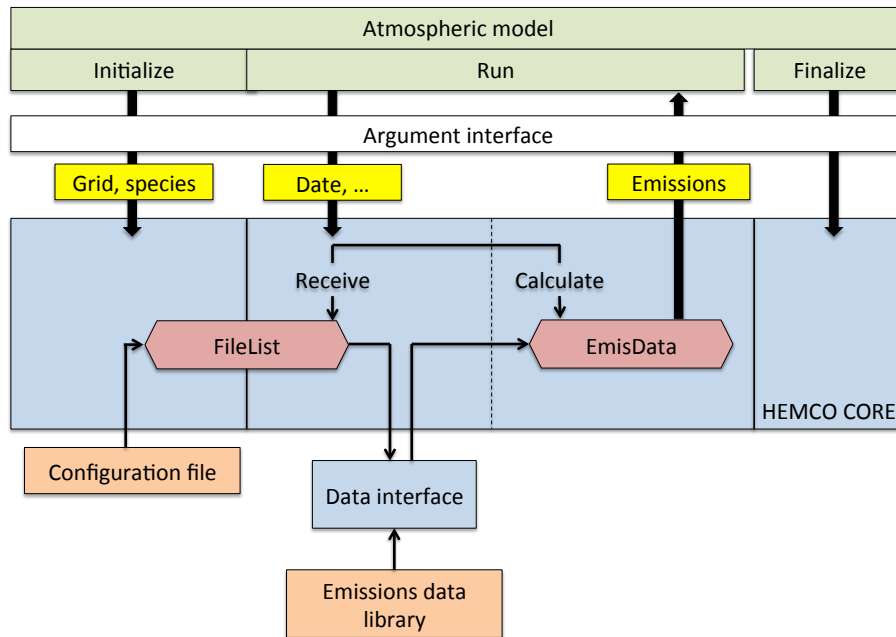 Atmospheric model
Initialize
Run
Finalize
Argument interface
Grid, species
Date, ...
Emissions
Receive
Calculate
FileList
EmisData
HEMCO CORE
Configuration file
Data interface
Emissions data
library